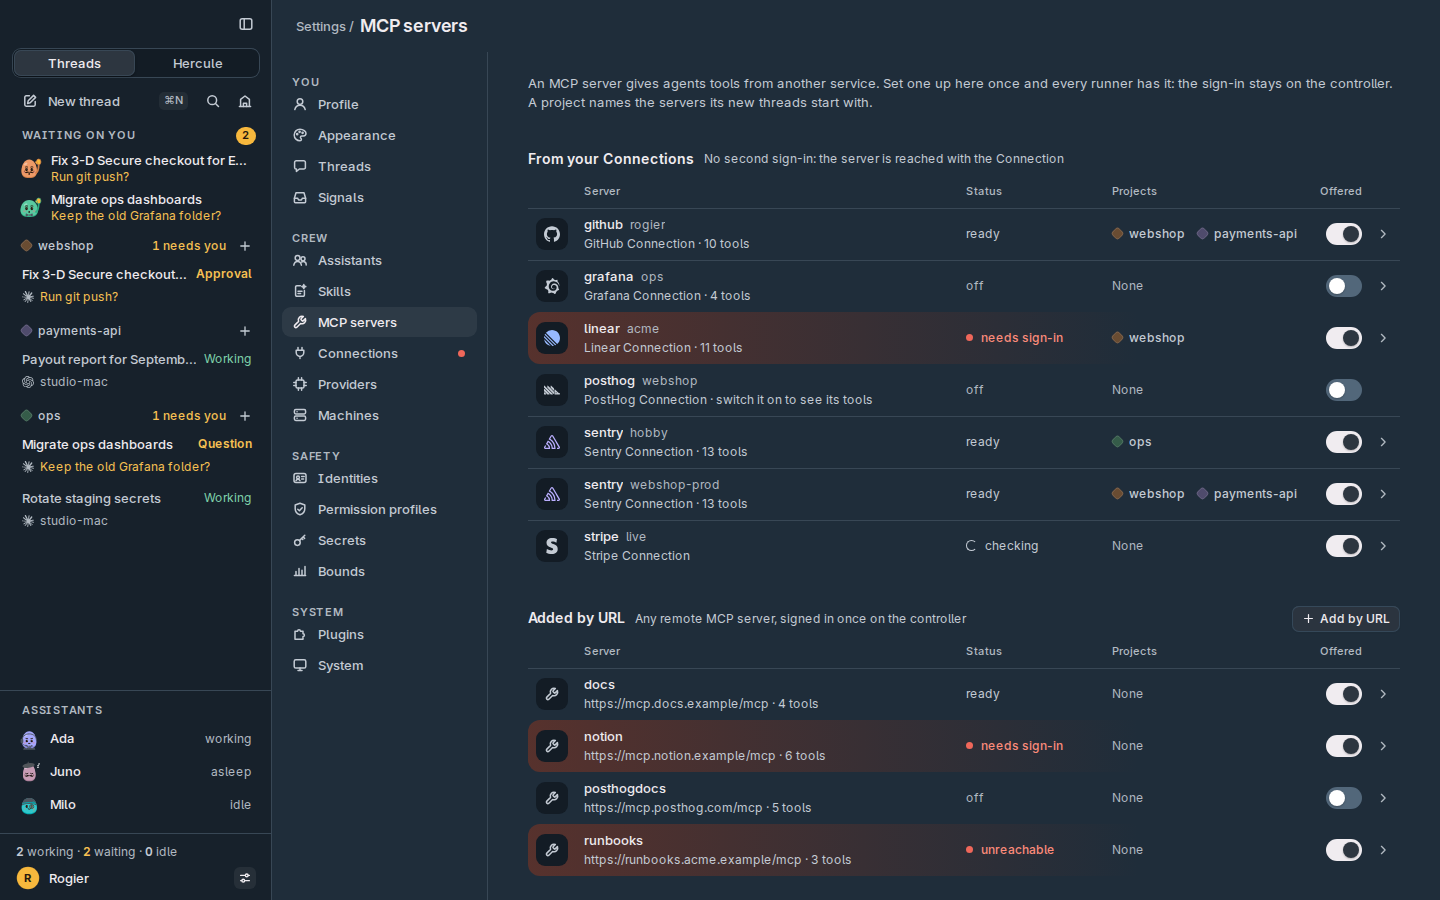 Threads
Hercule
New thread
⌘N
WAITING ON YOU
2
Fix 3-D Secure checkout for E...
Run git push?
Migrate ops dashboards
Keep the old Grafana folder?
webshop
1 needs you
Fix 3-D Secure checkout...
Approval
Run git push?
payments-api
Payout report for Septemb...
Working
studio-mac
ops
1 needs you
Migrate ops dashboards
Question
Keep the old Grafana folder?
Rotate staging secrets
Working
studio-mac
ASSISTANTS
Ada
working
Juno
asleep
Milo
idle
2 working · 2 waiting · 0 idle
R
Rogier
Settings / MCP servers
YOU
Profile
Appearance
Threads
Signals
CREW
Assistants
Skills
MCP servers
Connections
Providers
Machines
SAFETY
Identities
Permission profiles
Secrets
Bounds
SYSTEM
Plugins
System
An MCP server gives agents tools from another service. Set one up here once and every runner has it: the sign-in stays on the controller.
A project names the servers its new threads start with.
From your Connections
No second sign-in: the server is reached with the Connection
Server
Status
Projects
Offered
github rogier
GitHub Connection · 10 tools
ready
webshop
payments-api
grafana ops
Grafana Connection · 4 tools
off
None
linear acme
Linear Connection · 11 tools
needs sign-in
webshop
posthog webshop
PostHog Connection · switch it on to see its tools
off
None
sentry hobby
Sentry Connection · 13 tools
ready
ops
sentry webshop-prod
Sentry Connection · 13 tools
ready
webshop
payments-api
stripe live
Stripe Connection
checking
None
Added by URL
Any remote MCP server, signed in once on the controller
Add by URL
Server
Status
Projects
Offered
docs
https://mcp.docs.example/mcp · 4 tools
ready
None
notion
https://mcp.notion.example/mcp · 6 tools
needs sign-in
None
posthogdocs
https://mcp.posthog.com/mcp · 5 tools
off
None
runbooks
https://runbooks.acme.example/mcp · 3 tools
unreachable
None